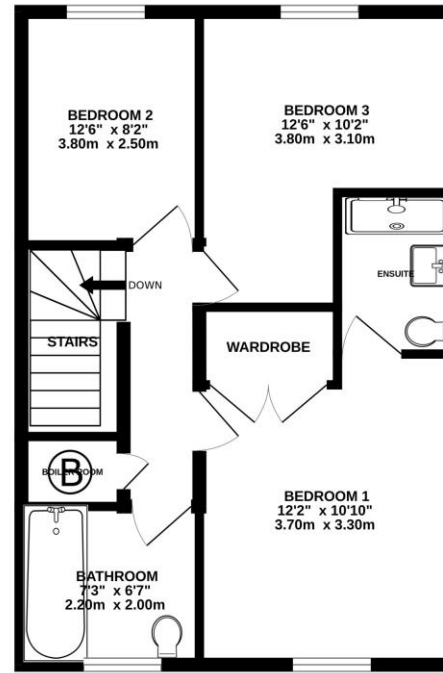 BEDROOM 2
12'6" x 8'2"
3.80m x 2.50m
BEDROOM 3
12'6" x 10'2"
3.80m x 3.10m
ENSUITE
DOWN
STAIRS
WARDROBE
BOILER ROOM
B
BEDROOM 1
12'2" x 10'10"
3.70m x 3.30m
BATHROOM
7'3" x 6'7"
2.20m x 2.00m